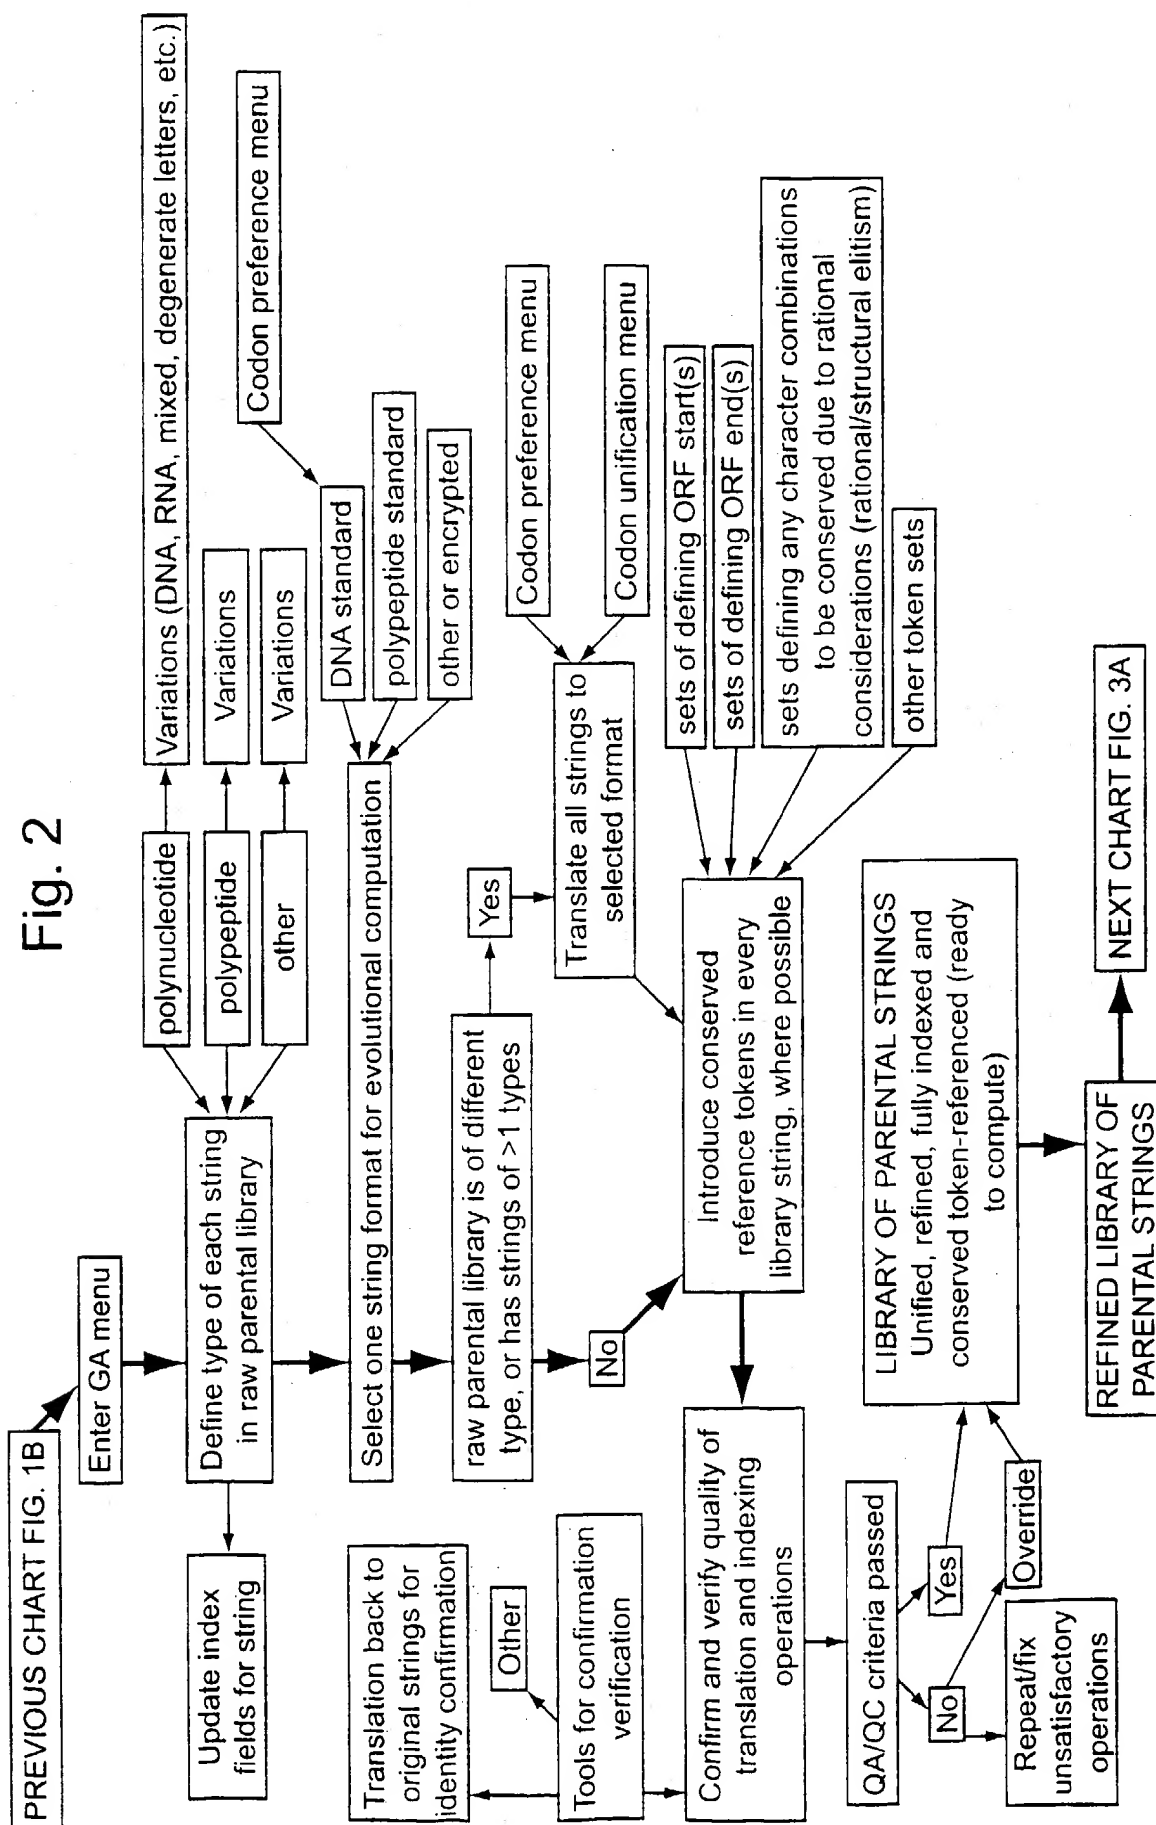 Fig. 2
PREVIOUS CHART FIG. 1B
Enter GA menu
Define type of each string
in raw parental library
Update index
fields for string
polynucleotide
polypeptide
other
Variations (DNA, RNA, mixed, degenerate letters, etc.)
Variations
Variations
Select one string format for evolutional computation
DNA standard
polypeptide standard
other or encrypted
Codon preference menu
raw parental library is of different
type, or has strings of >1 types
Yes
No
Translate all strings to
selected format
Codon preference menu
Codon unification menu
Introduce conserved
reference tokens in every
library string, where possible
sets of defining ORF start(s)
sets of defining ORF end(s)
sets defining any character combinations
to be conserved due to rational
considerations (rational/structural elitism)
other token sets
Translation back to
original strings for
identity confirmation
Other
Tools for confirmation
verification
Confirm and verify quality of
translation and indexing
operations
QA/QC criteria passed
Yes
No
Override
Repeat/fix
unsatisfactory
operations
LIBRARY OF PARENTAL STRINGS
Unified, refined, fully indexed and
conserved token-referenced (ready
to compute)
REFINED LIBRARY OF
PARENTAL STRINGS
NEXT CHART FIG. 3A